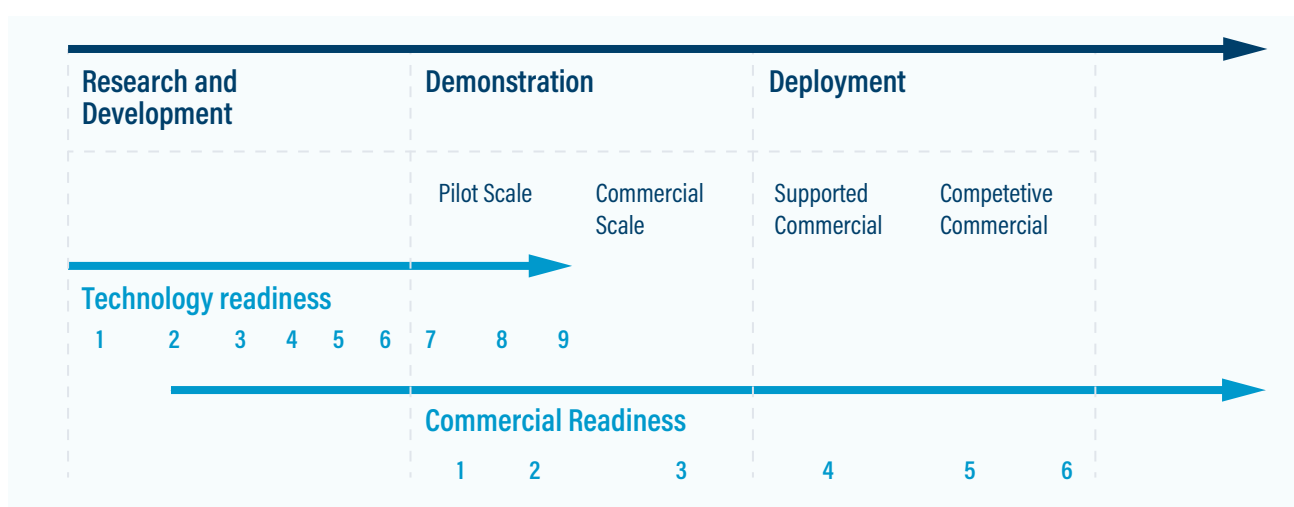 Research and
Development
Demonstration
Deployment
Pilot Scale
Commercial
Scale
Supported
Commercial
Competetive
Commercial
Technology readiness
1 2 3 4 5 6 7 8 9
Commercial Readiness
1 2 3 4 5 6